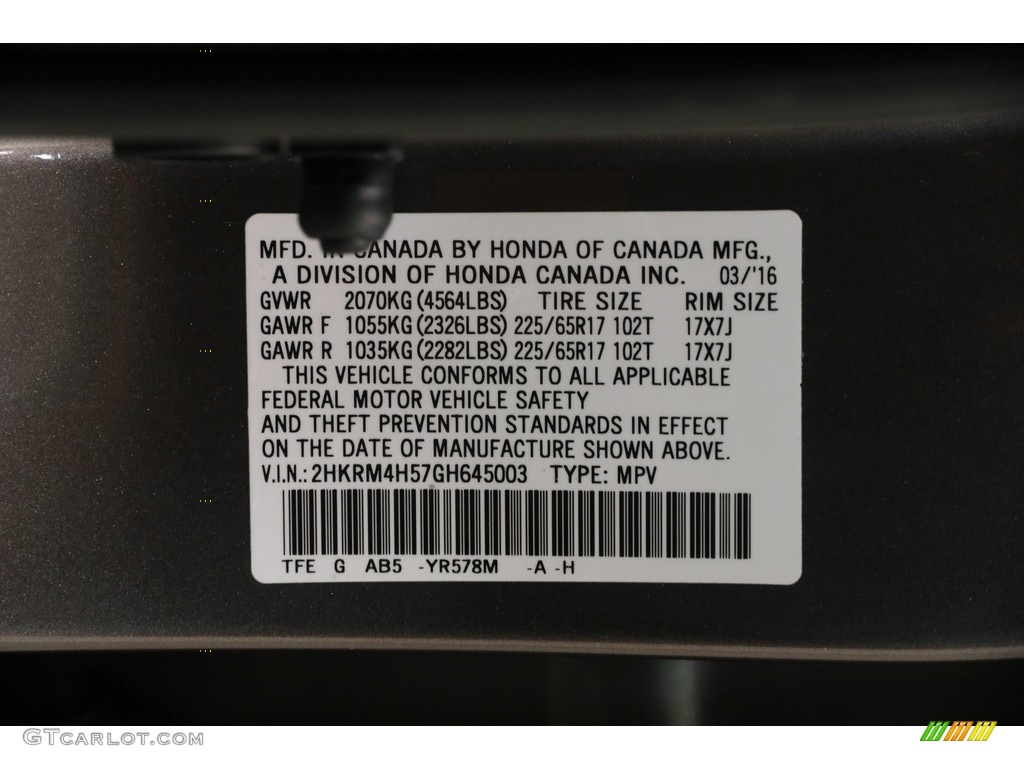 MFD. IN CANADA BY HONDA OF CANADA MFG.,
A DIVISION OF HONDA CANADA INC. 03/'16
GVWR 2070KG (4564LBS) TIRE SIZE RIM SIZE
GAWR F 1055KG (2326LBS) 225/65R17 102T 17X7J
GAWR R 1035KG (2282LBS) 225/65R17 102T 17X7J
THIS VEHICLE CONFORMS TO ALL APPLICABLE
FEDERAL MOTOR VEHICLE SAFETY
AND THEFT PREVENTION STANDARDS IN EFFECT
ON THE DATE OF MANUFACTURE SHOWN ABOVE.
V.I.N.: 2HKRM4H57GH645003 TYPE: MPV
TFE G AB5 -YR578M -A -H
GTCARLOT.COM